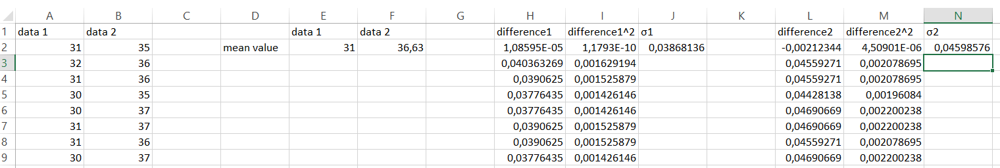 A B C D E F G H I J K L M N
1 data 1 data 2 data 1 data 2 difference1 difference1^2 σ1 difference2 difference2^2 σ2
2 31 35 mean value 31 36,63 1,08595E-05 1,1793E-10 0,03868136 -0,00212344 4,50901E-06 0,04598576
3 32 36 0,040363269 0,001629194 0,04559271 0,002078695
4 31 36 0,0390625 0,001525879 0,04559271 0,002078695
5 30 35 0,03776435 0,001426146 0,04428138 0,00196084
6 30 37 0,03776435 0,001426146 0,04690669 0,002200238
7 31 37 0,0390625 0,001525879 0,04690669 0,002200238
8 31 36 0,0390625 0,001525879 0,04559271 0,002078695
9 30 37 0,03776435 0,001426146 0,04690669 0,002200238